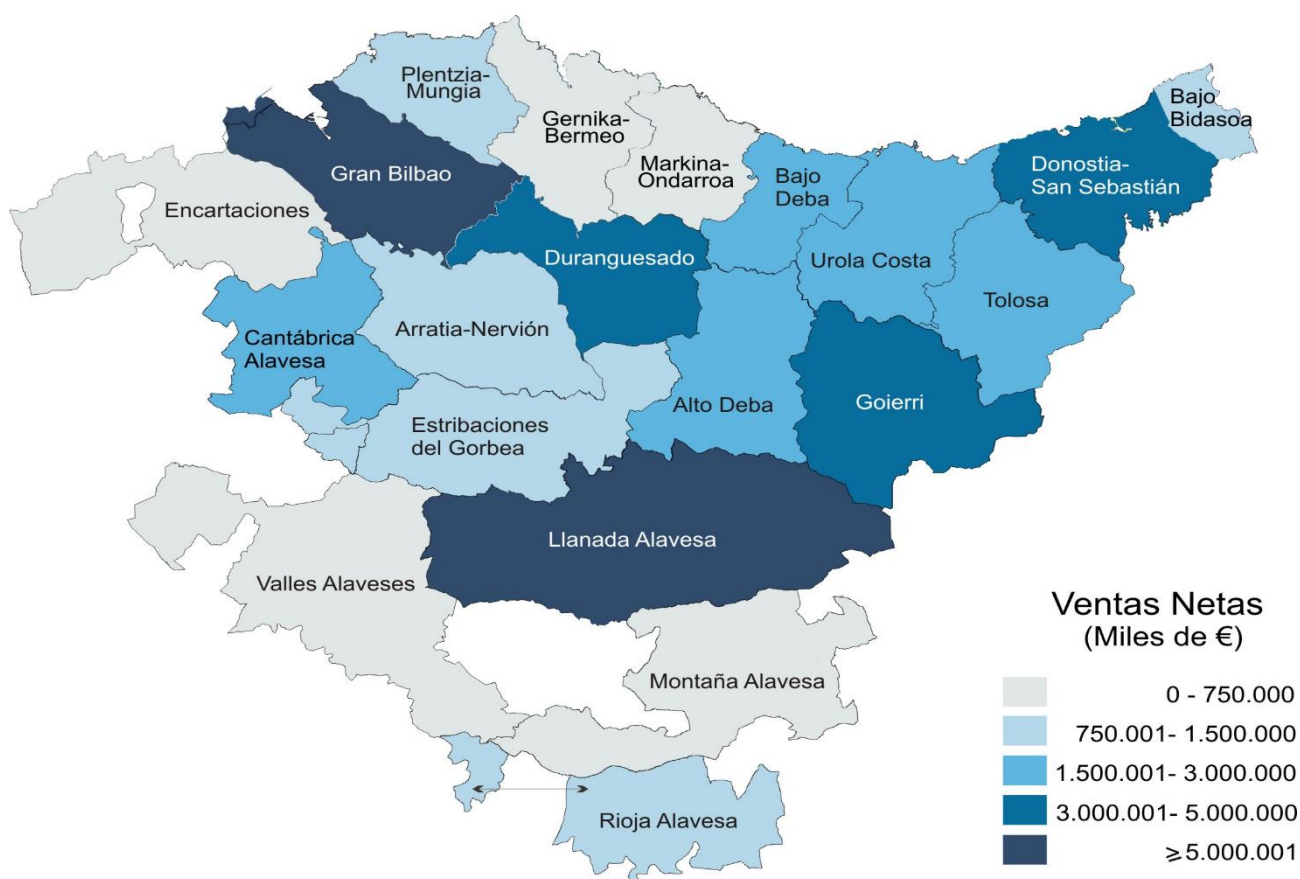 Plentzia-
Mungia
Gernika-
Bermeo
Markina-
Ondarroa
Bajo
Bidasoa
Donostia-
San Sebastián
Gran Bilbao
Bajo
Deba
Encartaciones
Duranguesado
Urola Costa
Tolosa
Cantábrica
Alavesa
Arratia-Nervión
Alto Deba
Goierri
Estribaciones
del Gorbea
Llanada Alavesa
Valles Alaveses
Montaña Alavesa
Rioja Alavesa
Ventas Netas
(Miles de €)
0 - 750.000
750.001- 1.500.000
1.500.001- 3.000.000
3.000.001- 5.000.000
⩾5.000.001